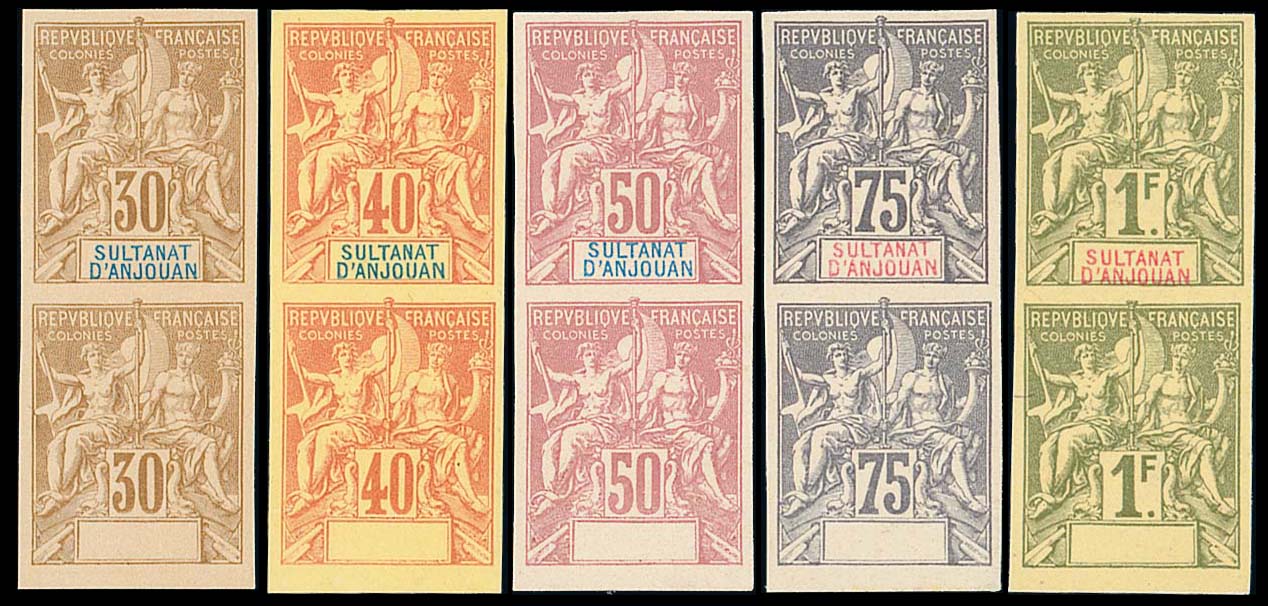 REPVBLIQVE FRANÇAISE
COLONIES POSTES
30
SULTANAT
D'ANJOUAN
REPVBLIQVE FRANÇAISE
COLONIES POSTES
30
REPVBLIQVE FRANÇAISE
COLONIES POSTES
40
SULTANAT
D'ANJOUAN
REPVBLIQVE FRANÇAISE
COLONIES POSTES
40
REPVBLIQVE FRANÇAISE
COLONIES POSTES
50
SULTANAT
D'ANJOUAN
REPVBLIQVE FRANÇAISE
COLONIES POSTES
50
REPVBLIQVE FRANÇAISE
COLONIES POSTES
75
SULTANAT
D'ANJOUAN
REPVBLIQVE FRANÇAISE
COLONIES POSTES
75
REPVBLIQVE FRANÇAISE
COLONIES POSTES
1F.
SULTANAT
D'ANJOUAN
REPVBLIQVE FRANÇAISE
COLONIES POSTES
1F.